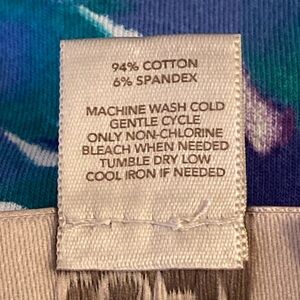 94% COTTON
6% SPANDEX
MACHINE WASH COLD
GENTLE CYCLE
ONLY NON-CHLORINE
BLEACH WHEN NEEDED
TUMBLE DRY LOW
COOL IRON IF NEEDED